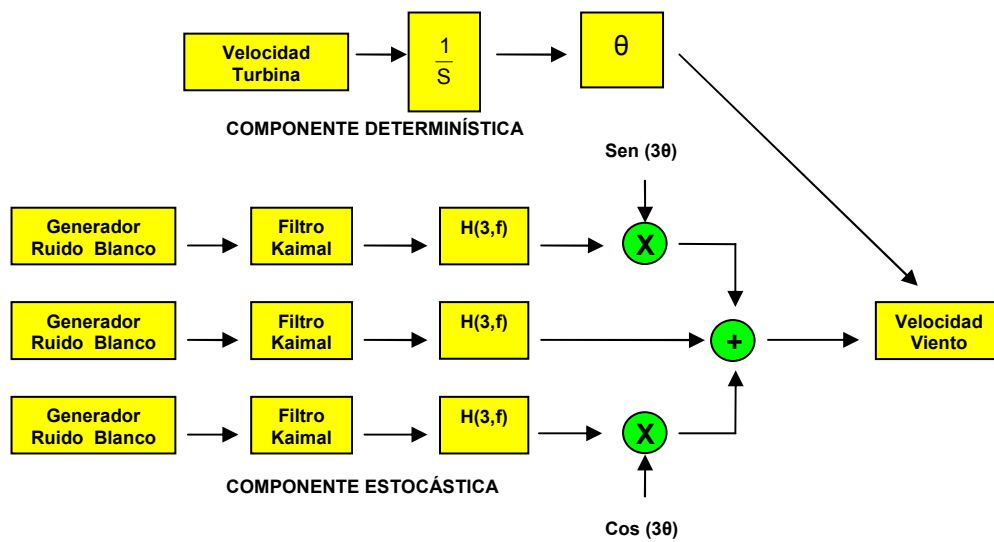 Velocidad
Turbina
1
S
θ
COMPONENTE DETERMINÍSTICA
Sen (3θ)
Generador
Ruido Blanco
Filtro
Kaimal
H(3,f)
X
Generador
Ruido Blanco
Filtro
Kaimal
H(3,f)
+
Velocidad
Viento
Generador
Ruido Blanco
Filtro
Kaimal
H(3,f)
X
COMPONENTE ESTOCÁSTICA
Cos (3θ)